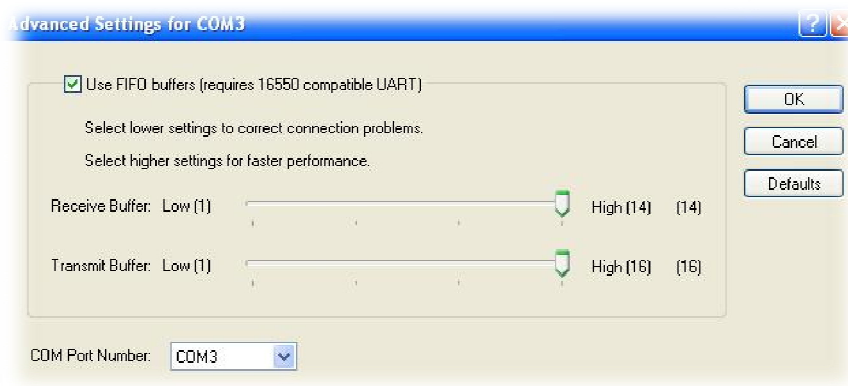 Advanced Settings for COM3
Use FIFO buffers (requires 16550 compatible UART)
OK
Select lower settings to correct connection problems.
Cancel
Select higher settings for faster performance.
Defaults
Receive Buffer: Low (1) High (14) (14)
Transmit Buffer: Low (1) High (16) (16)
COM Port Number: COM3